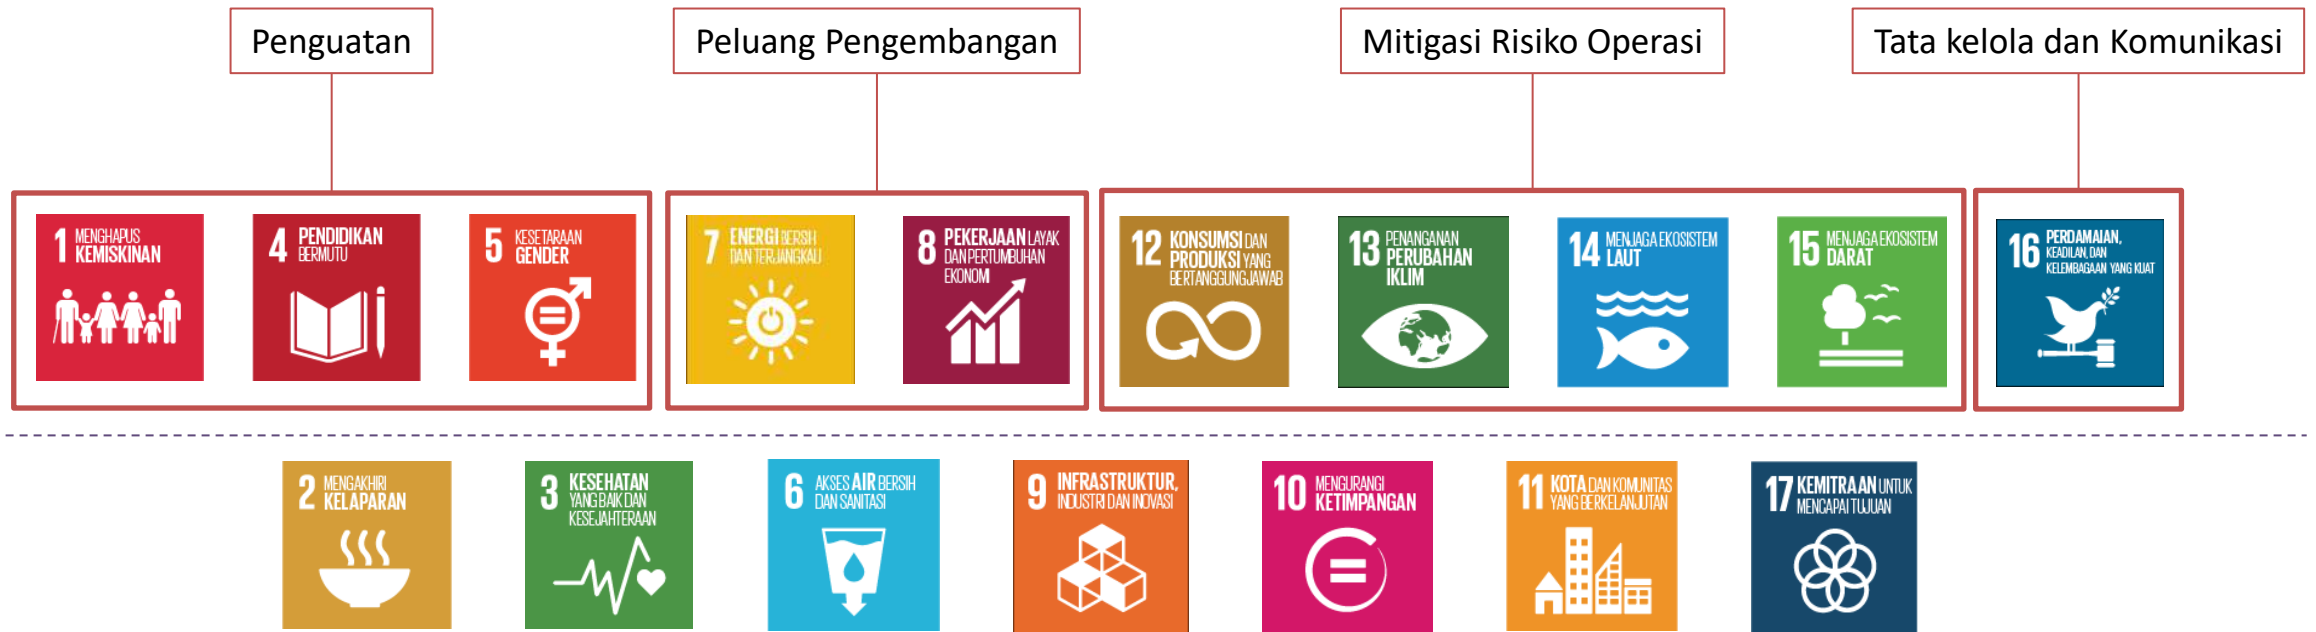 Penguatan
Peluang Pengembangan
Mitigasi Risiko Operasi
Tata kelola dan Komunikasi
1 MENGHAPUS
KEMISKINAN
4 PENDIDIKAN
BERMUTU
5 KESETARAAN
GENDER
7 ENERGI BERSIH
DAN TERJANGKAU
8 PEKERJAAN LAYAK
DAN PERTUMBUHAN
EKONOMI
12 KONSUMSI DAN
PRODUKSI YANG
BERTANGGUNGJAWAB
13 PENANGANAN
PERUBAHAN
IKLIM
14 MENJAGA EKOSISTEM
LAUT
15 MENJAGA EKOSISTEM
DARAT
16 PERDAMAIAN,
KEADILAN, DAN
KELEMBAGAAN YANG KUAT
2 MENGAKHIRI
KELAPARAN
3 KESEHATAN
YANG BAIK DAN
KESEJAHTERAAN
6 AKSES AIR BERSIH
DAN SANITASI
9 INFRASTRUKTUR,
INDUSTRI DAN INOVASI
10 MENGURANGI
KETIMPANGAN
11 KOTA DAN KOMUNITAS
YANG BERKELANJUTAN
17 KEMITRAAN UNTUK
MENCAPAI TUJUAN